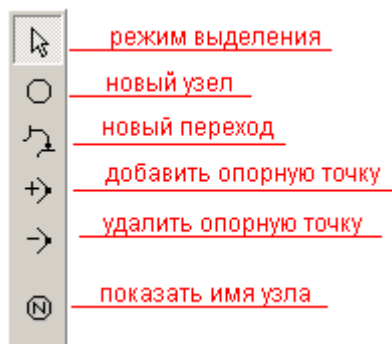 режим выделения
новый узел
новый переход
добавить опорную точку
удалить опорную точку
N
показать имя узла